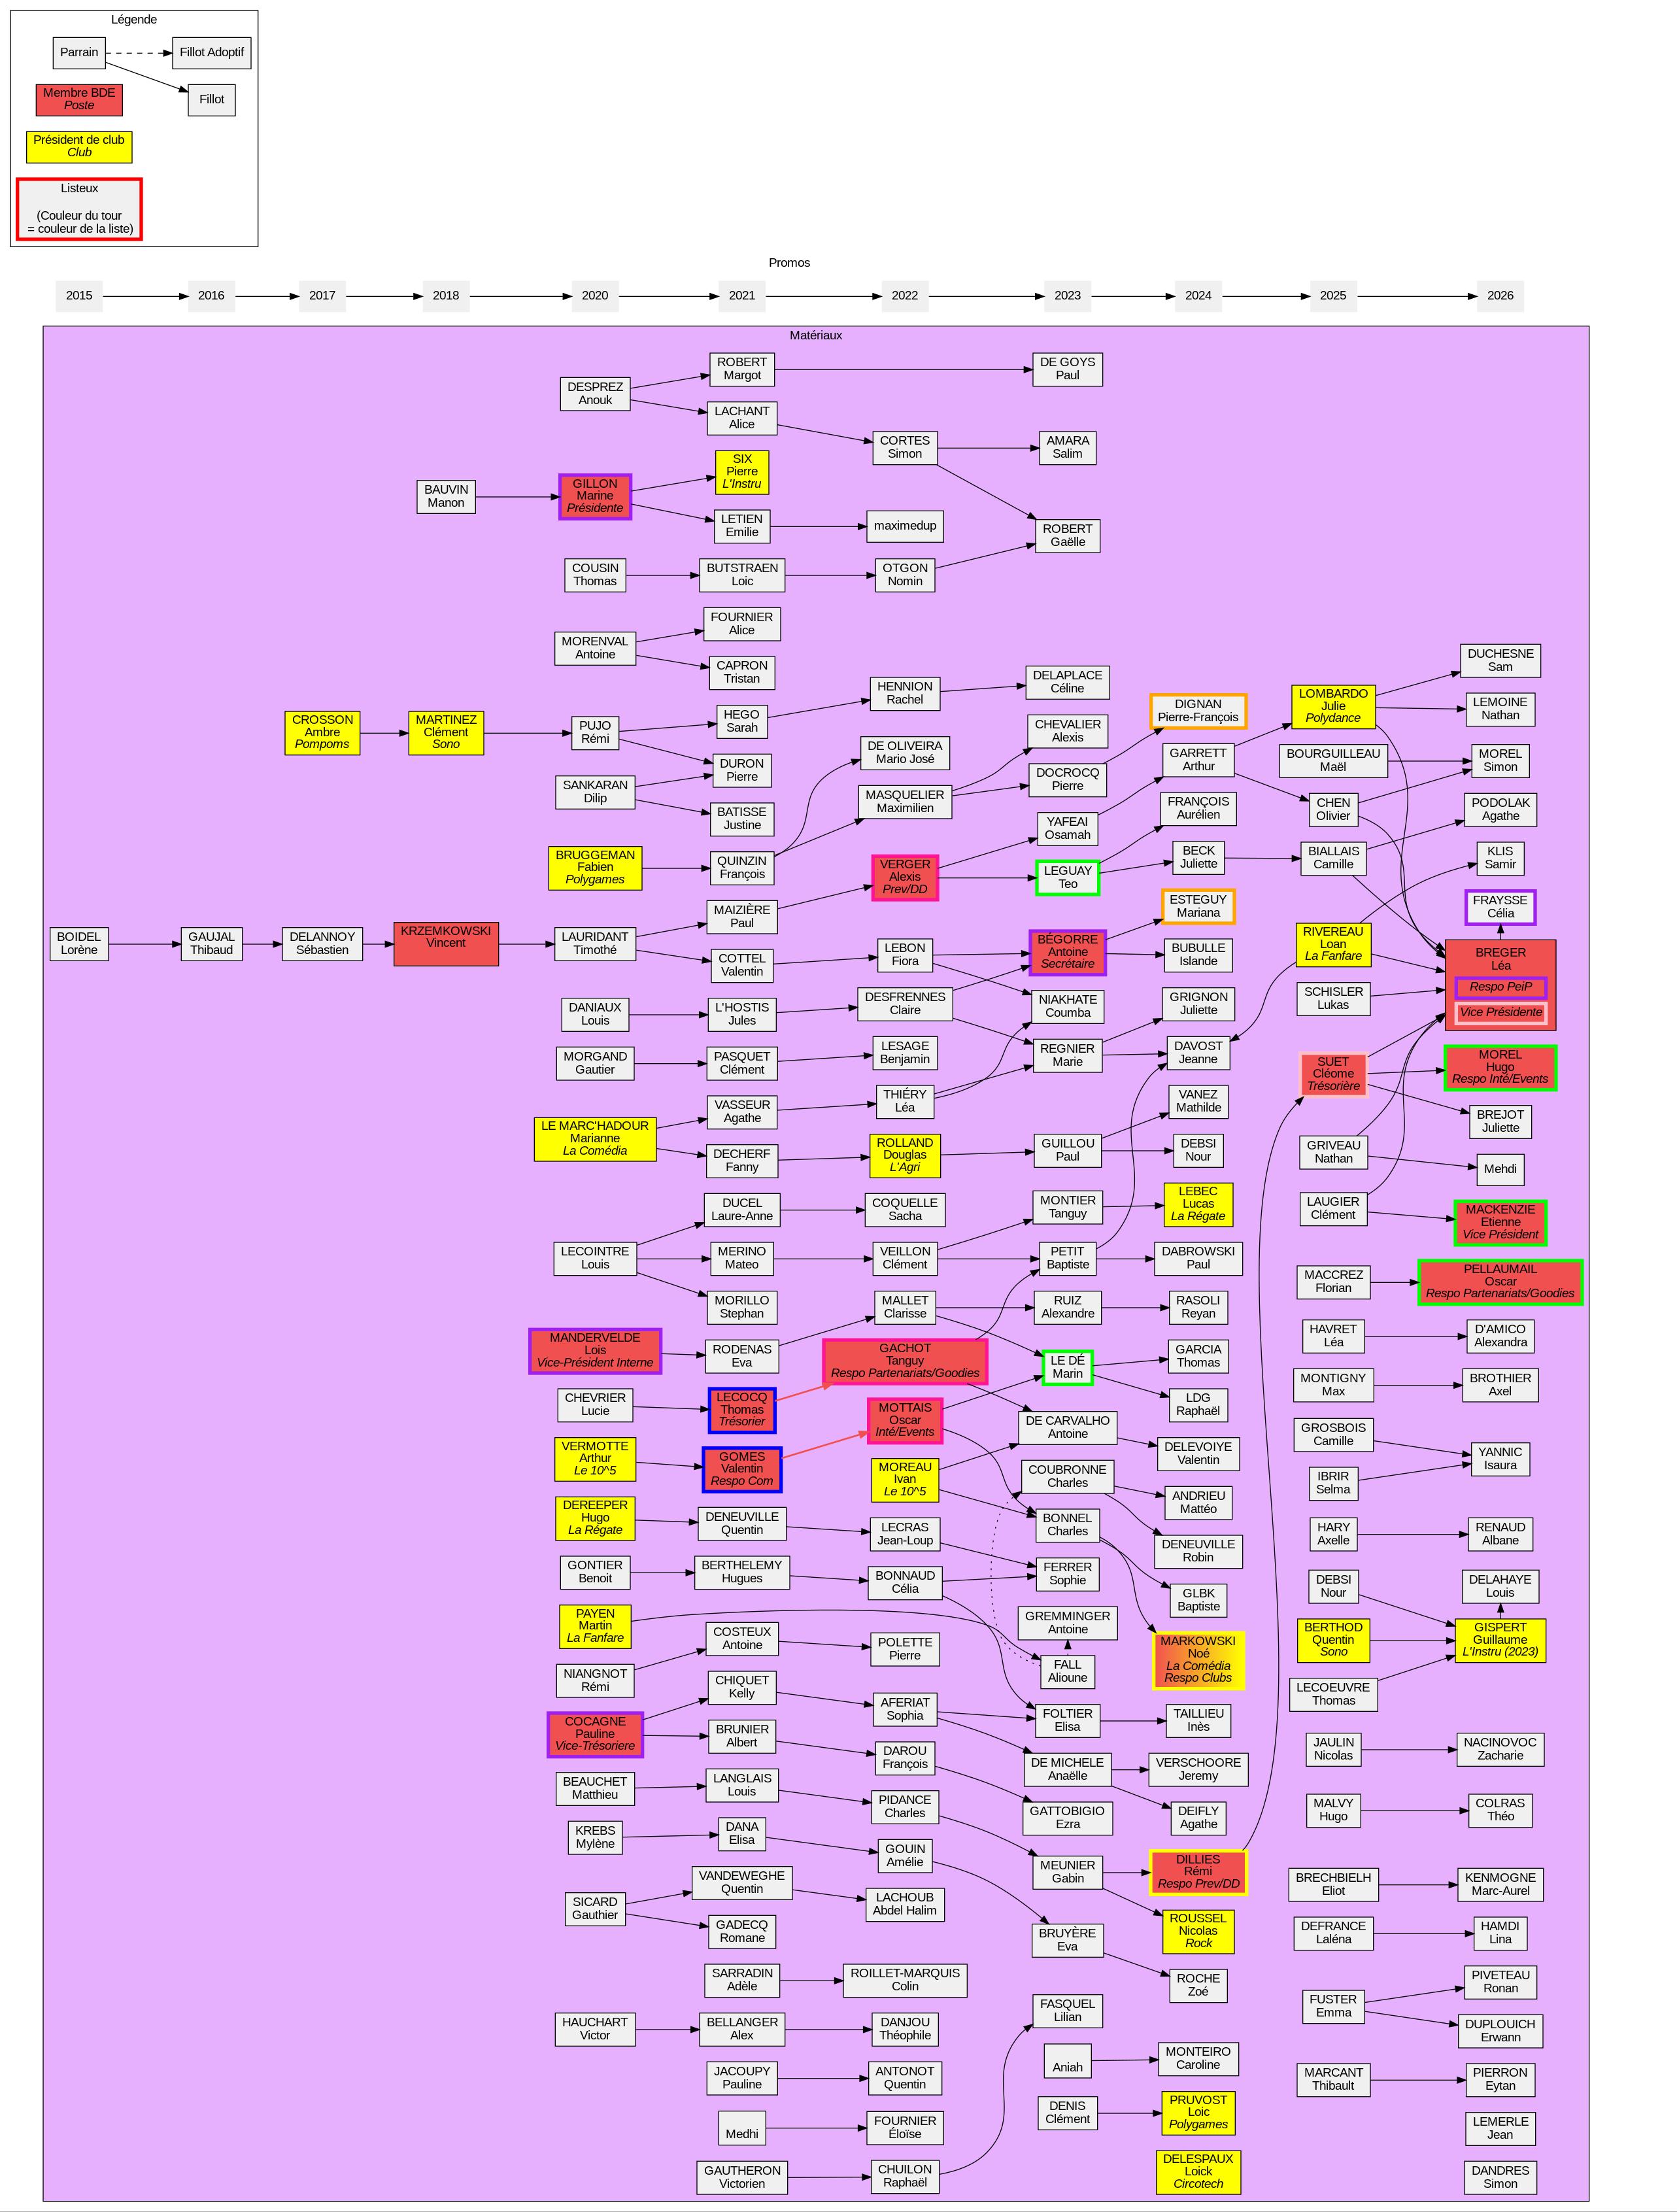 Légende
Parrain
Fillot Adoptif
Fillot
Membre BDE
Poste
Président de club
Club
Listeux
(Couleur du tour
= couleur de la liste)
Promos
2015
2016
2017
2018
2020
2021
2022
2023
2024
2025
2026
Matériaux
BOIDEL
Lorène
GAUJAL
Thibaud
CROSSON
Ambre
Pompoms
DELANNOY
Sébastien
BAUVIN
Manon
MARTINEZ
Clément
Sono
KRZEMKOWSKI
Vincent
DESPREZ
Anouk
GILLON
Marine
Présidente
COUSIN
Thomas
MORENVAL
Antoine
PUJO
Rémi
SANKARAN
Dilip
BRUGGEMAN
Fabien
Polygames
LAURIDANT
Timothé
DANIAUX
Louis
MORGAND
Gautier
LE MARC'HADOUR
Marianne
La Comédia
LECOINTRE
Louis
MANDERVELDE
Lois
Vice-Président Interne
CHEVRIER
Lucie
VERMOTTE
Arthur
Le 10^5
DEREEPER
Hugo
La Régate
GONTIER
Benoit
PAYEN
Martin
La Fanfare
NIANGNOT
Rémi
COCAGNE
Pauline
Vice-Trésoriere
BEAUCHET
Matthieu
KREBS
Mylène
SICARD
Gauthier
HAUCHART
Victor
ROBERT
Margot
LACHANT
Alice
SIX
Pierre
L'Instru
LETIEN
Emilie
BUTSTRAEN
Loic
FOURNIER
Alice
CAPRON
Tristan
HEGO
Sarah
DURON
Pierre
BATISSE
Justine
QUINZIN
François
MAIZIÈRE
Paul
COTTEL
Valentin
L'HOSTIS
Jules
PASQUET
Clément
VASSEUR
Agathe
DECHERF
Fanny
DUCEL
Laure-Anne
MERINO
Mateo
MORILLO
Stephan
RODENAS
Eva
LECOCQ
Thomas
Trésorier
GOMES
Valentin
Respo Com
DENEUVILLE
Quentin
BERTHELEMY
Hugues
COSTEUX
Antoine
CHIQUET
Kelly
BRUNIER
Albert
LANGLAIS
Louis
DANA
Elisa
VANDEWEGHE
Quentin
GADECQ
Romane
SARRADIN
Adèle
BELLANGER
Alex
JACOUPY
Pauline
Medhi
GAUTHERON
Victorien
CORTES
Simon
maximedup
OTGON
Nomin
HENNION
Rachel
DE OLIVEIRA
Mario José
MASQUELIER
Maximilien
VERGER
Alexis
Prev/DD
LEBON
Fiora
DESFRENNES
Claire
LESAGE
Benjamin
THIÉRY
Léa
ROLLAND
Douglas
L'Agri
COQUELLE
Sacha
VEILLON
Clément
MALLET
Clarisse
GACHOT
Tanguy
Respo Partenariats/Goodies
MOTTAIS
Oscar
Inté/Events
MOREAU
Ivan
Le 10^5
LECRAS
Jean-Loup
BONNAUD
Célia
POLETTE
Pierre
AFERIAT
Sophia
DAROU
François
PIDANCE
Charles
GOUIN
Amélie
LACHOUB
Abdel Halim
ROILLET-MARQUIS
Colin
DANJOU
Théophile
ANTONOT
Quentin
FOURNIER
Éloïse
CHUILON
Raphaël
DE GOYS
Paul
AMARA
Salim
ROBERT
Gaëlle
DELAPLACE
Céline
CHEVALIER
Alexis
DOCROCQ
Pierre
YAFEAI
Osamah
LEGUAY
Teo
BÉGORRE
Antoine
Secrétaire
NIAKHATE
Coumba
REGNIER
Marie
GUILLOU
Paul
MONTIER
Tanguy
PETIT
Baptiste
RUIZ
Alexandre
LE DÉ
Marin
DE CARVALHO
Antoine
COUBRONNE
Charles
BONNEL
Charles
FERRER
Sophie
GREMMINGER
Antoine
FALL
Alioune
FOLTIER
Elisa
DE MICHELE
Anaëlle
GATTOBIGIO
Ezra
MEUNIER
Gabin
BRUYÈRE
Eva
FASQUEL
Lilian
Aniah
DENIS
Clément
DIGNAN
Pierre-François
GARRETT
Arthur
FRANÇOIS
Aurélien
BECK
Juliette
ESTEGUY
Mariana
BUBULLE
Islande
GRIGNON
Juliette
DAVOST
Jeanne
VANEZ
Mathilde
DEBSI
Nour
LEBEC
Lucas
La Régate
DABROWSKI
Paul
RASOLI
Reyan
GARCIA
Thomas
LDG
Raphaël
DELEVOIYE
Valentin
ANDRIEU
Mattéo
DENEUVILLE
Robin
GLBK
Baptiste
MARKOWSKI
Noé
La Comédia
Respo Clubs
TAILLIEU
Inès
VERSCHOORE
Jeremy
DEIFLY
Agathe
DILLIES
Rémi
Respo Prev/DD
ROUSSEL
Nicolas
Rock
ROCHE
Zoé
MONTEIRO
Caroline
PRUVOST
Loic
Polygames
DELESPAUX
Loick
Circotech
LOMBARDO
Julie
Polydance
BOURGUILLEAU
Maël
CHEN
Olivier
BIALLAIS
Camille
RIVEREAU
Loan
La Fanfare
SCHISLER
Lukas
SUET
Cléome
Trésorière
GRIVEAU
Nathan
LAUGIER
Clément
MACCREZ
Florian
HAVRET
Léa
MONTIGNY
Max
GROSBOIS
Camille
IBRIR
Selma
HARY
Axelle
DEBSI
Nour
BERTHOD
Quentin
Sono
LECOEUVRE
Thomas
JAULIN
Nicolas
MALVY
Hugo
BRECHBIELH
Eliot
DEFRANCE
Laléna
FUSTER
Emma
MARCANT
Thibault
DUCHESNE
Sam
LEMOINE
Nathan
MOREL
Simon
PODOLAK
Agathe
KLIS
Samir
FRAYSSE
Célia
BREGER
Léa
Respo PeiP
Vice Présidente
MOREL
Hugo
Respo Inté/Events
BREJOT
Juliette
Mehdi
MACKENZIE
Etienne
Vice Président
PELLAUMAIL
Oscar
Respo Partenariats/Goodies
D'AMICO
Alexandra
BROTHIER
Axel
YANNIC
Isaura
RENAUD
Albane
DELAHAYE
Louis
GISPERT
Guillaume
L'Instru (2023)
NACINOVOC
Zacharie
COLRAS
Théo
KENMOGNE
Marc-Aurel
HAMDI
Lina
PIVETEAU
Ronan
DUPLOUICH
Erwann
PIERRON
Eytan
LEMERLE
Jean
DANDRES
Simon